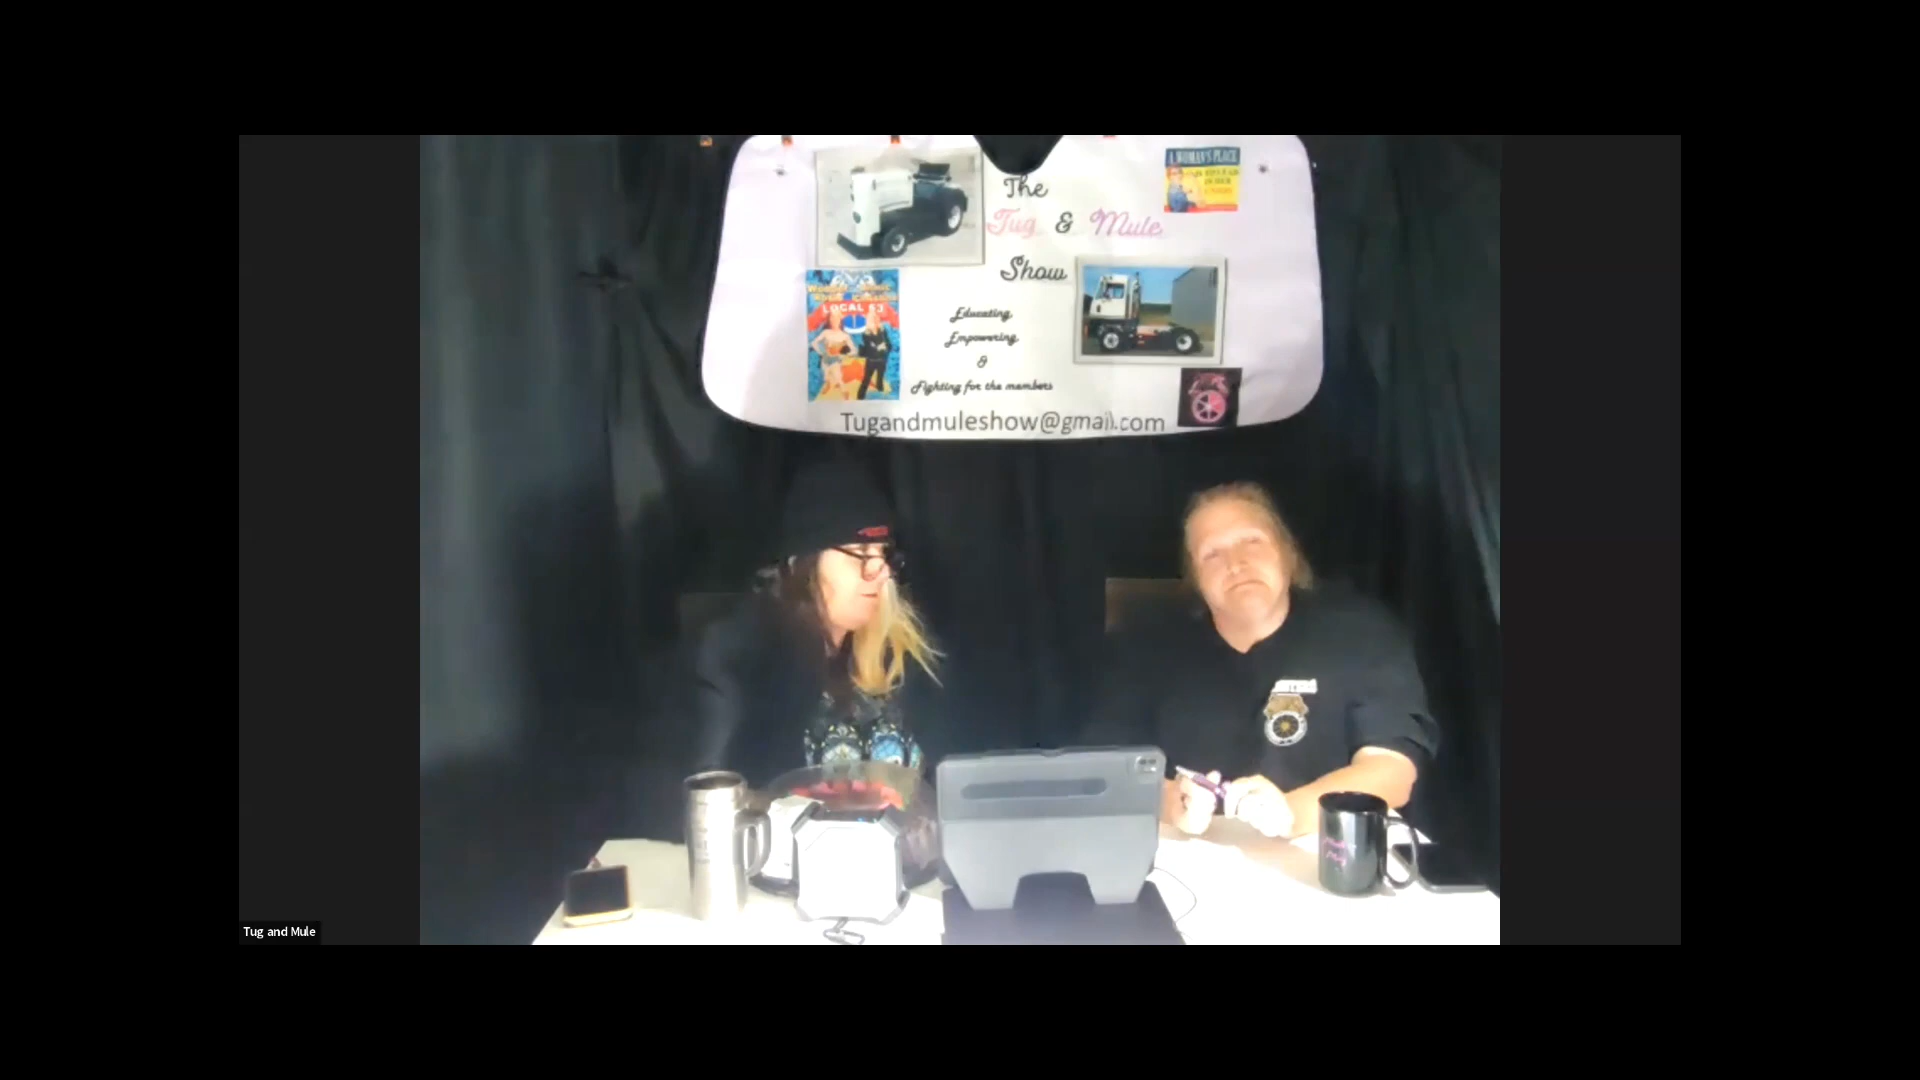 The
A WOMAN'S PLACE
Tug & Mule
Show
LOCAL 63
Educating,
Empowering
&
Fighting for the members
Tugandmuleshow@gmail.com
Tug and Mule